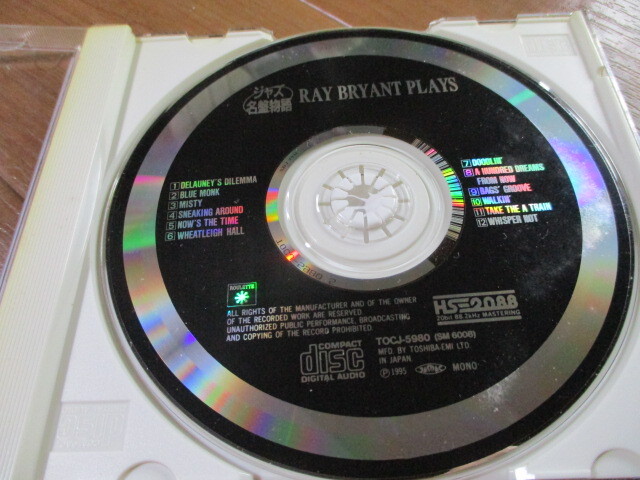 ジャズ
名盤物語
RAY BRYANT PLAYS
1 DELAUNEY'S DILEMMA
2 BLUE MONK
3 MISTY
4 SNEAKING AROUND
5 NOW'S THE TIME
6 WHEATLEIGH HALL
7 DOODLIN'
8 A HUNDRED DREAMS
FROM NOW
9 BAGS' GROOVE
10 WALKIN'
11 TAKE THE A TRAIN
12 WHISPER NOT
ROULETTE
ALL RIGHTS OF THE MANUFACTURER AND OF THE OWNER
OF THE RECORDED WORK ARE RESERVED
UNAUTHORIZED PUBLIC PERFORMANCE, BROADCASTING
AND COPYING OF THE RECORD PROHIBITED.
HS2088
20bit 88.2kHz MASTERING
COMPACT
disc
DIGITAL AUDIO
TOCJ-5980 (SM 6008)
MFD. BY TOSHIBA-EMI LTD.
IN JAPAN
Ⓟ 1995
MONO